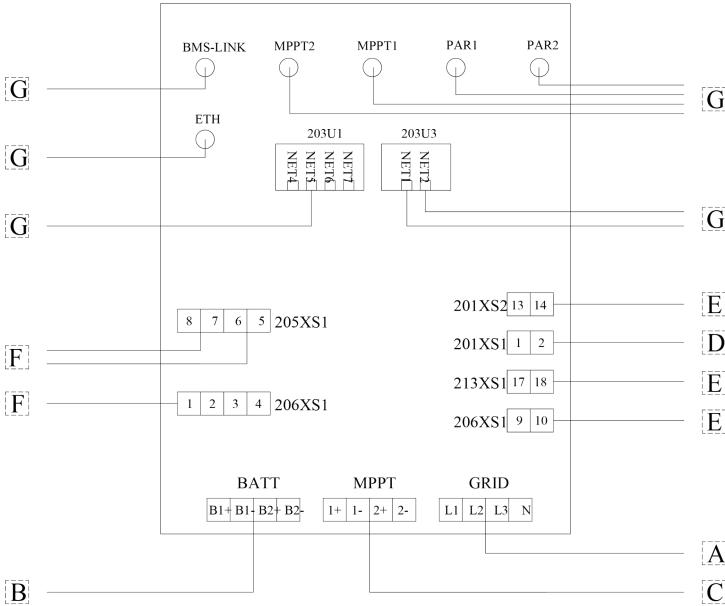 BMS-LINK MPPT2 MPPT1 PAR1 PAR2
G
G
ETH
203U1 203U3
G
NET4 NET5 NET6 NET7 NET1 NET2
G
G
201XS2 13 14 E
8 7 6 5 205XS1
201XS1 1 2 D
F
213XS1 17 18 E
F 1 2 3 4 206XS1
206XS1 9 10 E
BATT MPPT GRID
B1+ B1- B2+ B2- 1+ 1- 2+ 2- L1 L2 L3 N
A
B C